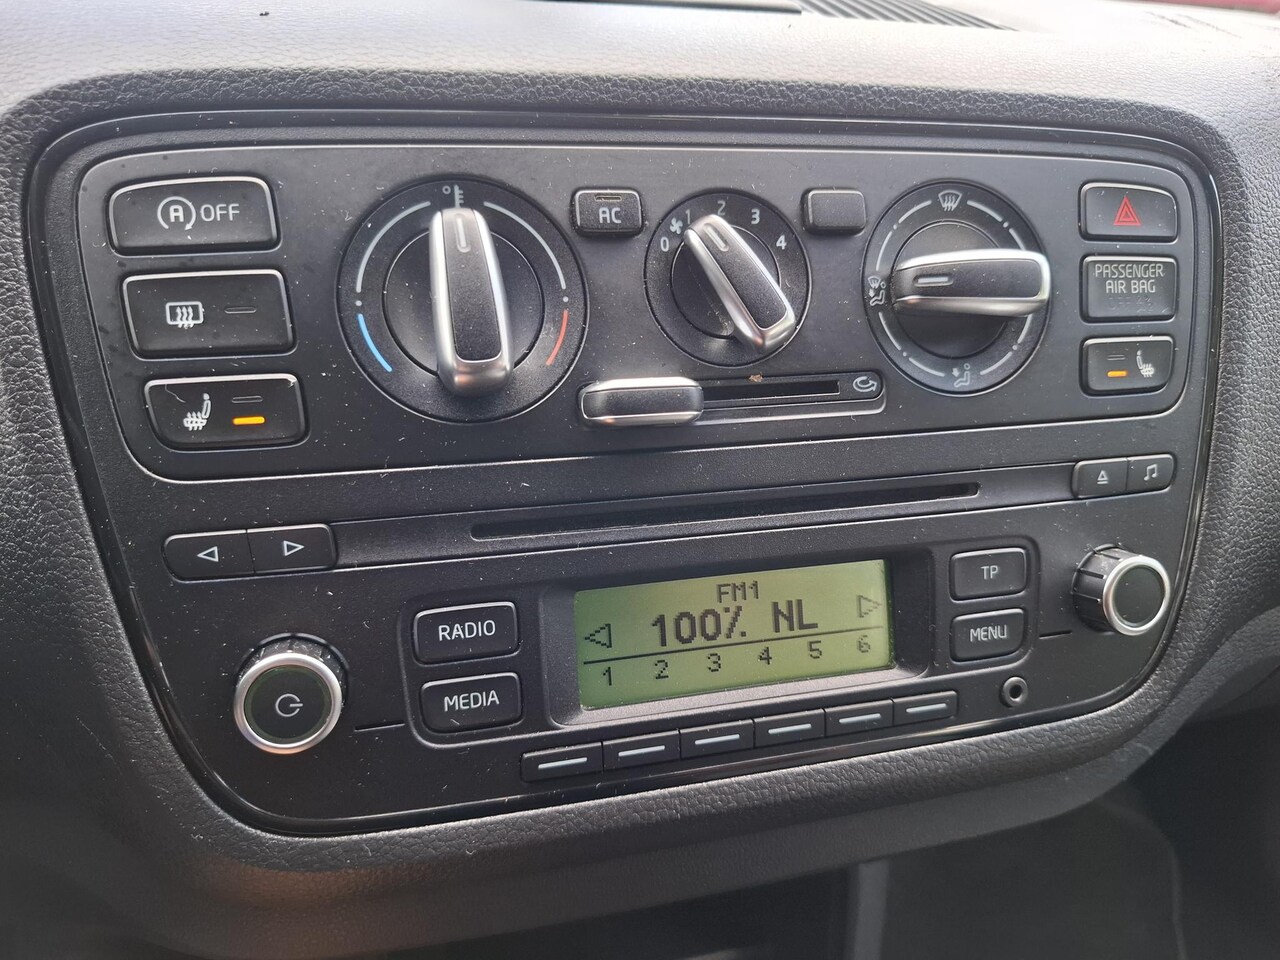 A OFF
AC
0 1 2 3 4
PASSENGER
AIR BAG
RADIO
MEDIA
FM1
100% NL
1 2 3 4 5 6
TP
MENU